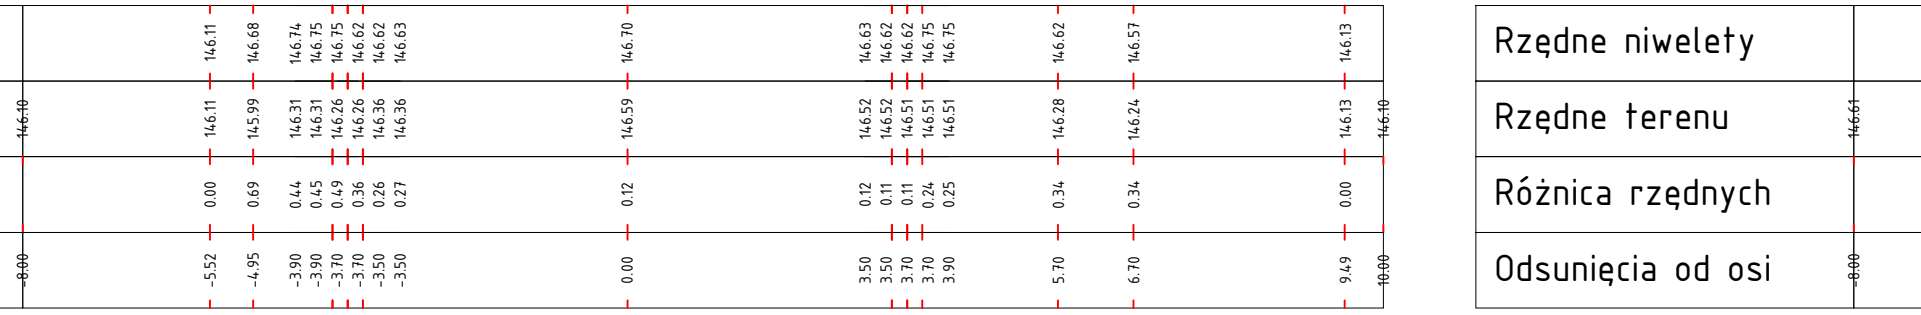 146.11 146.68 146.74 146.75 146.75 146.62 146.62 146.63 146.70 146.63 146.62 146.62 146.75 146.75 146.62 146.57 146.13 Rzędne niwelety
146.10 146.11 145.99 146.31 146.31 146.26 146.26 146.36 146.36 146.59 146.52 146.52 146.51 146.51 146.51 146.28 146.24 146.13 146.10 Rzędne terenu 146.61
0.00 0.69 0.44 0.45 0.49 0.36 0.26 0.27 0.12 0.12 0.11 0.11 0.24 0.25 0.34 0.34 0.00 Różnica rzędnych
-8.00 -5.52 -4.95 -3.90 -3.90 -3.70 -3.70 -3.50 -3.50 0.00 3.50 3.50 3.70 3.70 3.90 5.70 6.70 9.49 10.00 Odsunięcia od osi -8.00